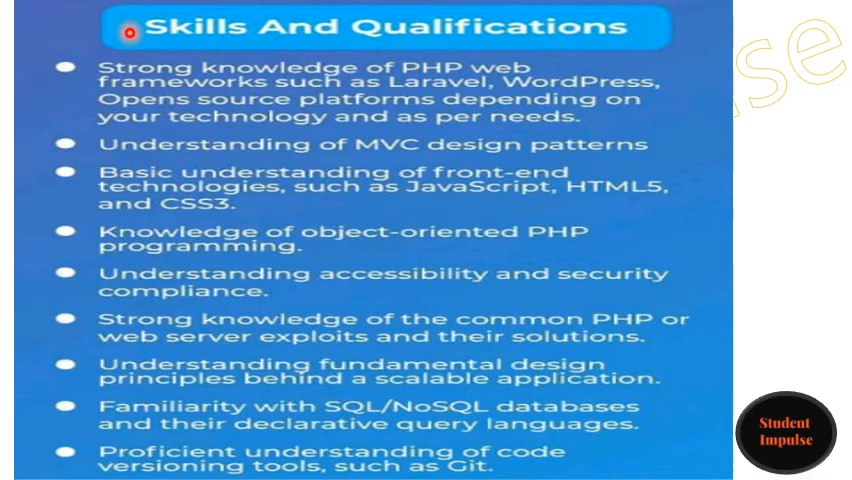 Skills And Qualifications
Strong knowledge of PHP web
frameworks such as Laravel, WordPress,
Opens source platforms depending on
your technology and as per needs.
Understanding of MVC design patterns
Basic understanding of front-end
technologies, such as JavaScript, HTML5,
and CSS3.
Knowledge of object-oriented PHP
programming.
Understanding accessibility and security
compliance.
Strong knowledge of the common PHP or
web server exploits and their solutions.
Understanding fundamental design
principles behind a scalable application.
Familiarity with SQL/NoSQL databases
and their declarative query languages.
Proficient understanding of code
versioning tools, such as Git.
Student
Impulse